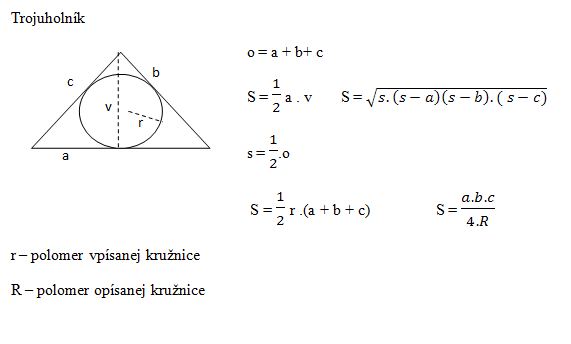 Trojuholník
o = a + b+ c
b
c
S = 1/2 a . v     S = √s.(s − a)(s − b).(s − c)
v
r
s = 1/2 .o
a
S = 1/2 r .(a + b + c)     S = a.b.c/4.R
r – polomer vpísanej kružnice
R – polomer opísanej kružnice